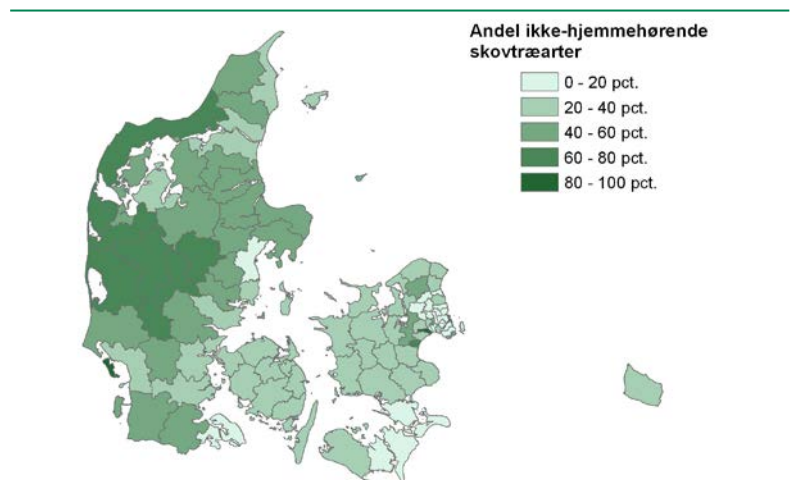 Andel ikke-hjemmehørende
skovtræarter
0 - 20 pct.
20 - 40 pct.
40 - 60 pct.
60 - 80 pct.
80 - 100 pct.